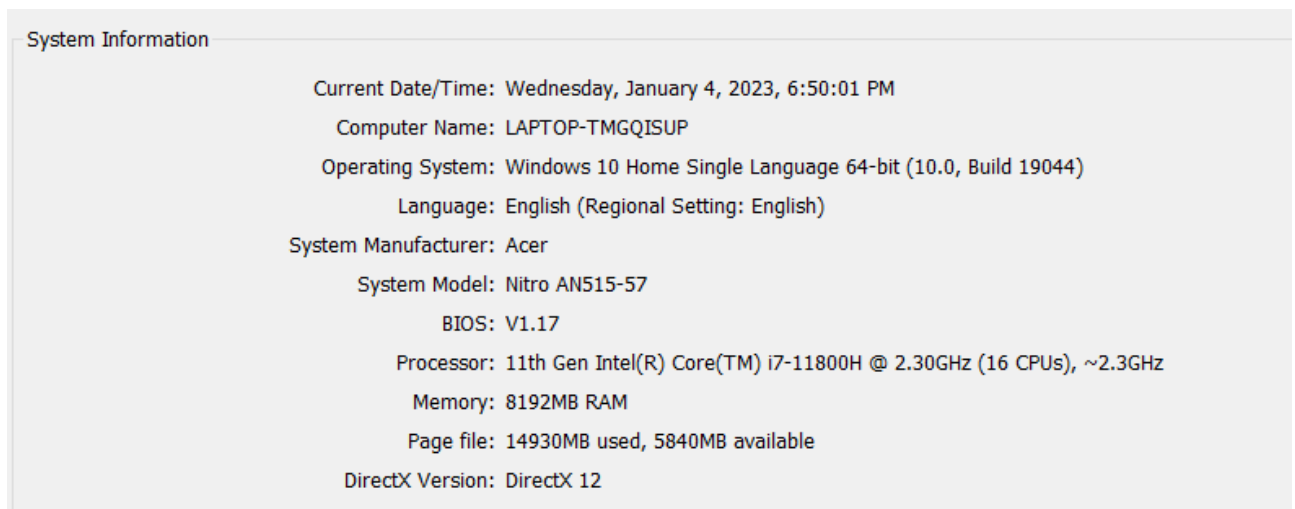 System Information
Current Date/Time: Wednesday, January 4, 2023, 6:50:01 PM
Computer Name: LAPTOP-TMGQISUP
Operating System: Windows 10 Home Single Language 64-bit (10.0, Build 19044)
Language: English (Regional Setting: English)
System Manufacturer: Acer
System Model: Nitro AN515-57
BIOS: V1.17
Processor: 11th Gen Intel(R) Core(TM) i7-11800H @ 2.30GHz (16 CPUs), ~2.3GHz
Memory: 8192MB RAM
Page file: 14930MB used, 5840MB available
DirectX Version: DirectX 12